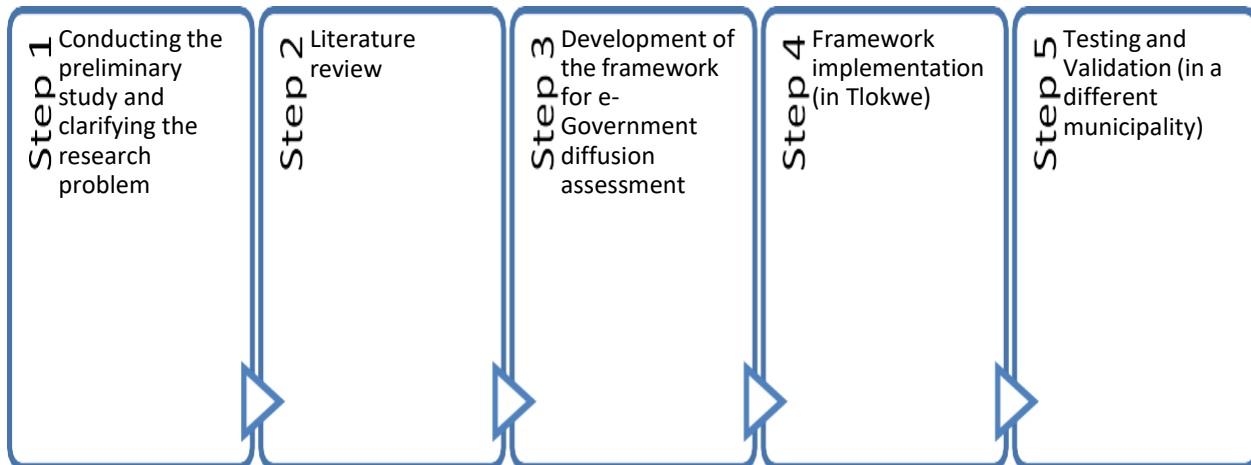 Step 1
Conducting the
preliminary
study and
clarifying the
research
problem
Step 2
Literature
review
Step 3
Development of
the framework
for e-
Government
diffusion
assessment
Step 4
Framework
implementation
(in Tlokwe)
Step 5
Testing and
Validation (in a
different
municipality)